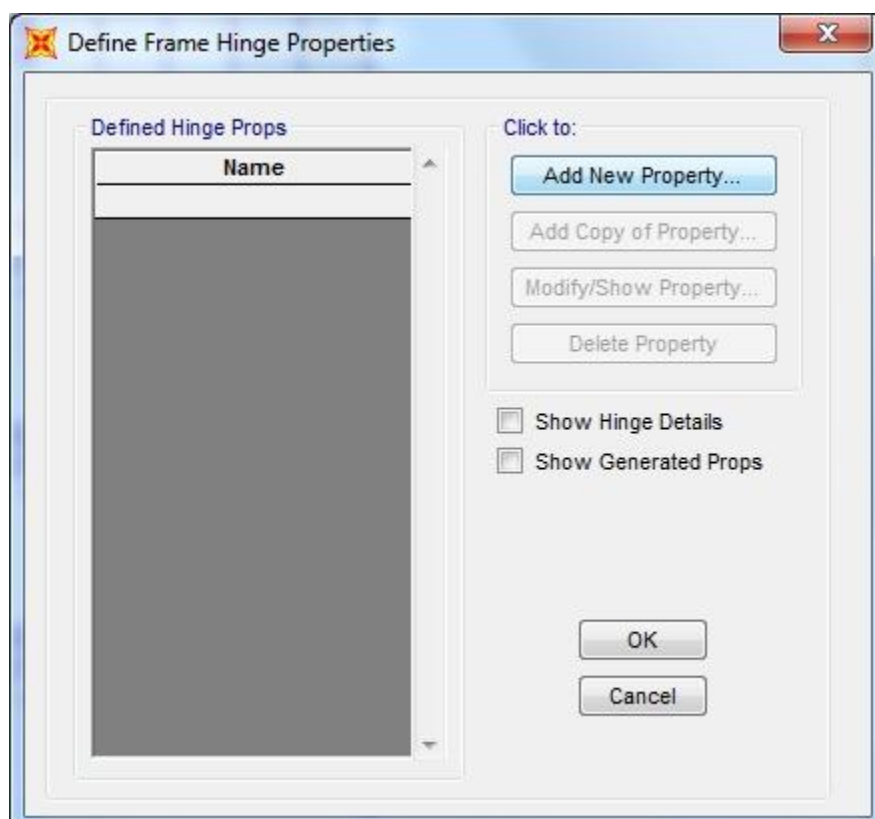 Define Frame Hinge Properties
Defined Hinge Props
Name
Click to:
Add New Property...
Add Copy of Property...
Modify/Show Property...
Delete Property
Show Hinge Details
Show Generated Props
OK
Cancel